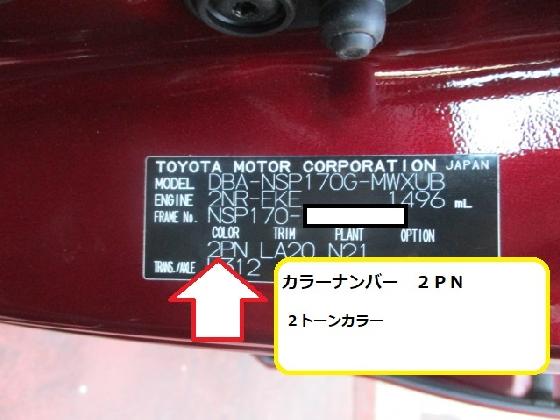 TOYOTA MOTOR CORPORATION JAPAN
MODEL DBA-NSP170G-MWXUB
ENGINE 2NR-EKE 1496 mL
FRAME No. NSP170-
COLOR TRIM PLANT OPTION
2PN LA20 N21
TRANS./AXLE 312
カラーナンバー ２ＰＮ
２トーンカラー